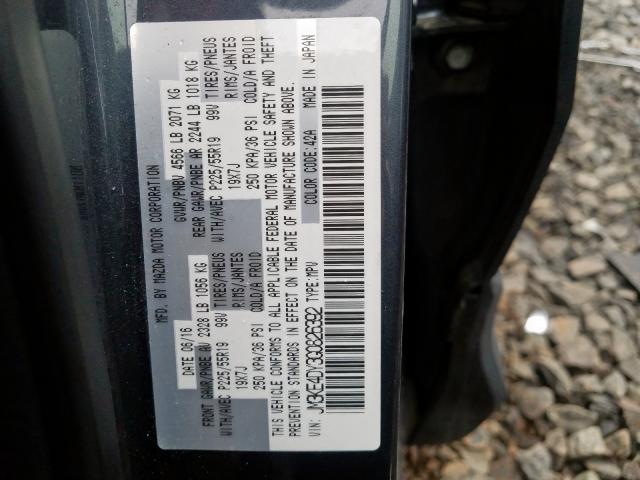 MFD. BY MAZDA MOTOR CORPORATION
DATE 06/16 GVWR/PNBV 4566 LB 2071 KG
FRONT GAWR/PNBE AV 2328 LB 1056 KG REAR GAWR/PNBE AR 2244 LB 1018 KG
WITH/AVEC P225/55R19 99V TIRES/PNEUS WITH/AVEC P225/55R19 99V TIRES/PNEUS
19X7J RIMS/JANTES 19X7J RIMS/JANTES
250 KPA/36 PSI COLD/A FROID 250 KPA/36 PSI COLD/A FROID
THIS VEHICLE CONFORMS TO ALL APPLICABLE FEDERAL MOTOR VEHICLE SAFETY AND THEFT
PREVENTION STANDARDS IN EFFECT ON THE DATE OF MANUFACTURE SHOWN ABOVE.
VIN: JM3KE4DY3G0826392 TYPE:MPV COLOR CODE:42A MADE IN JAPAN